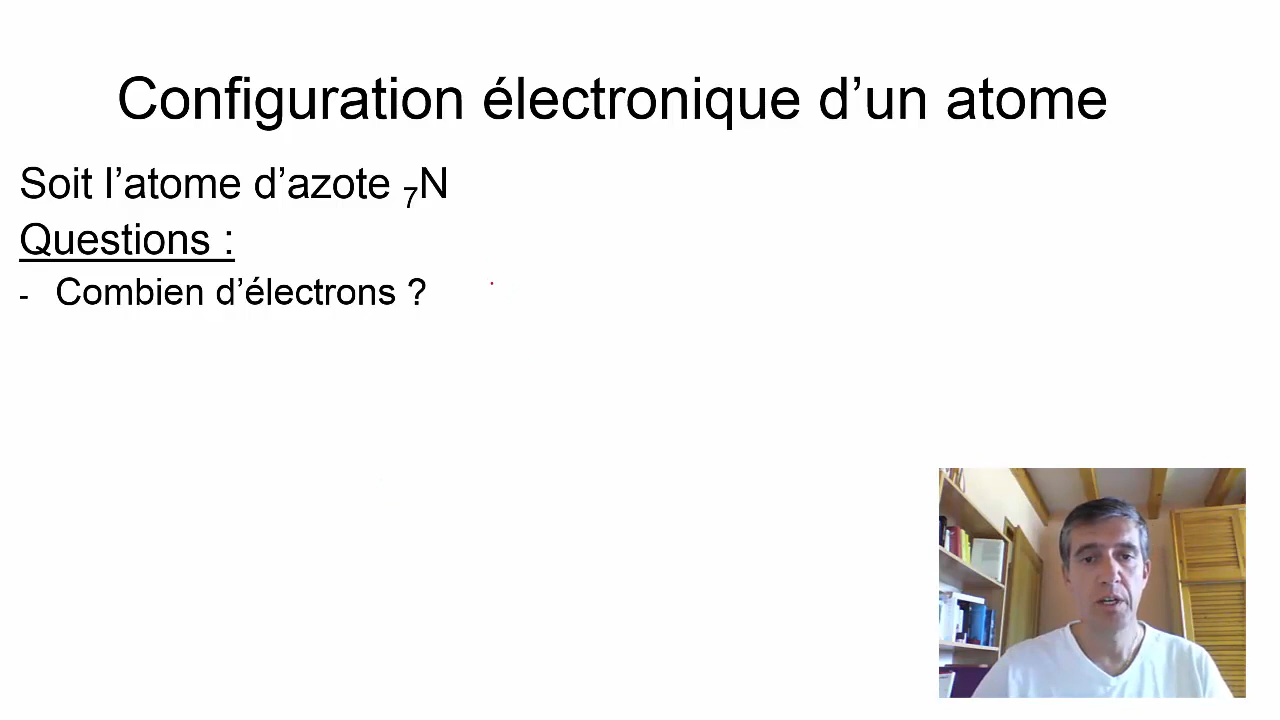 Configuration électronique d’un atome
Soit l’atome d’azote ₇N
Questions :
- Combien d’électrons ?